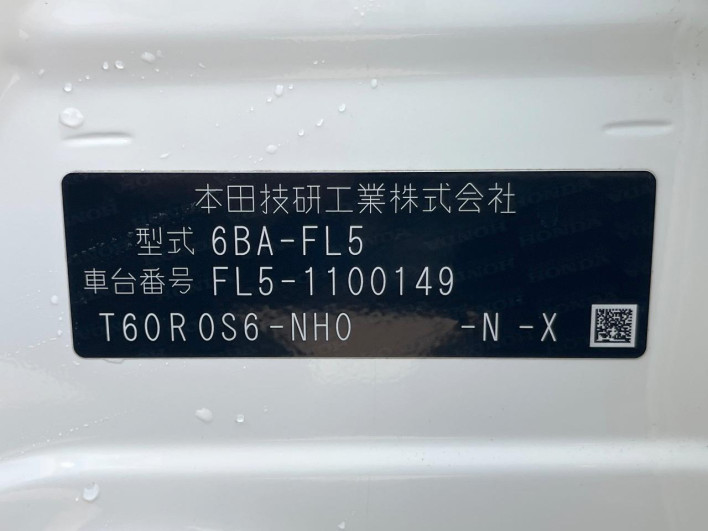 本田技研工業株式会社
型式 6BA-FL5
車台番号 FL5-1100149
T60R0S6-NH0 -N -X